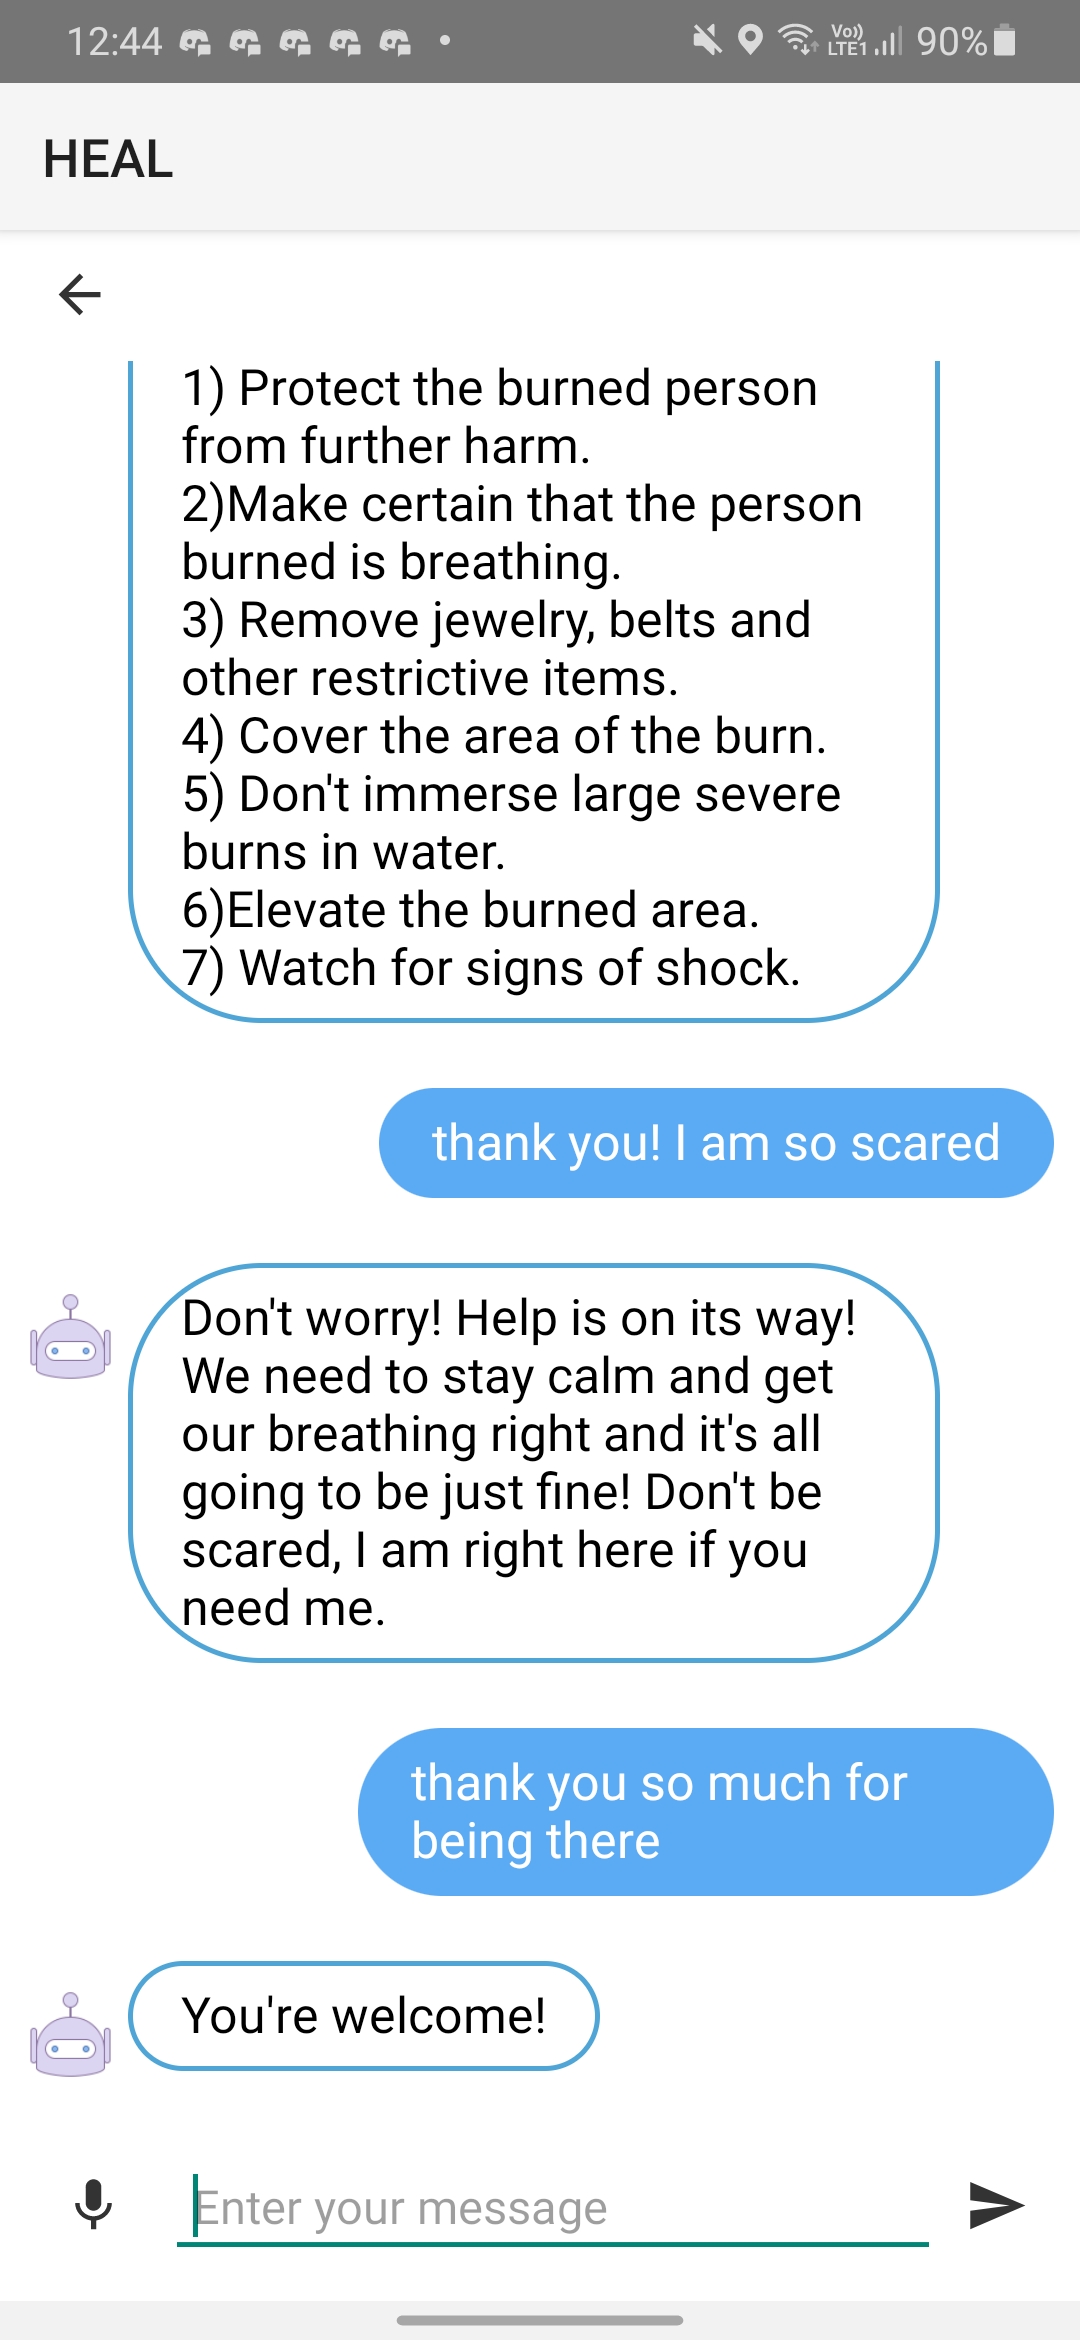 12:44
Vo))
LTE1
90%
HEAL
1) Protect the burned person
from further harm.
2)Make certain that the person
burned is breathing.
3) Remove jewelry, belts and
other restrictive items.
4) Cover the area of the burn.
5) Don't immerse large severe
burns in water.
6)Elevate the burned area.
7) Watch for signs of shock.
thank you! I am so scared
Don't worry! Help is on its way!
We need to stay calm and get
our breathing right and it's all
going to be just fine! Don't be
scared, I am right here if you
need me.
thank you so much for
being there
You're welcome!
Enter your message